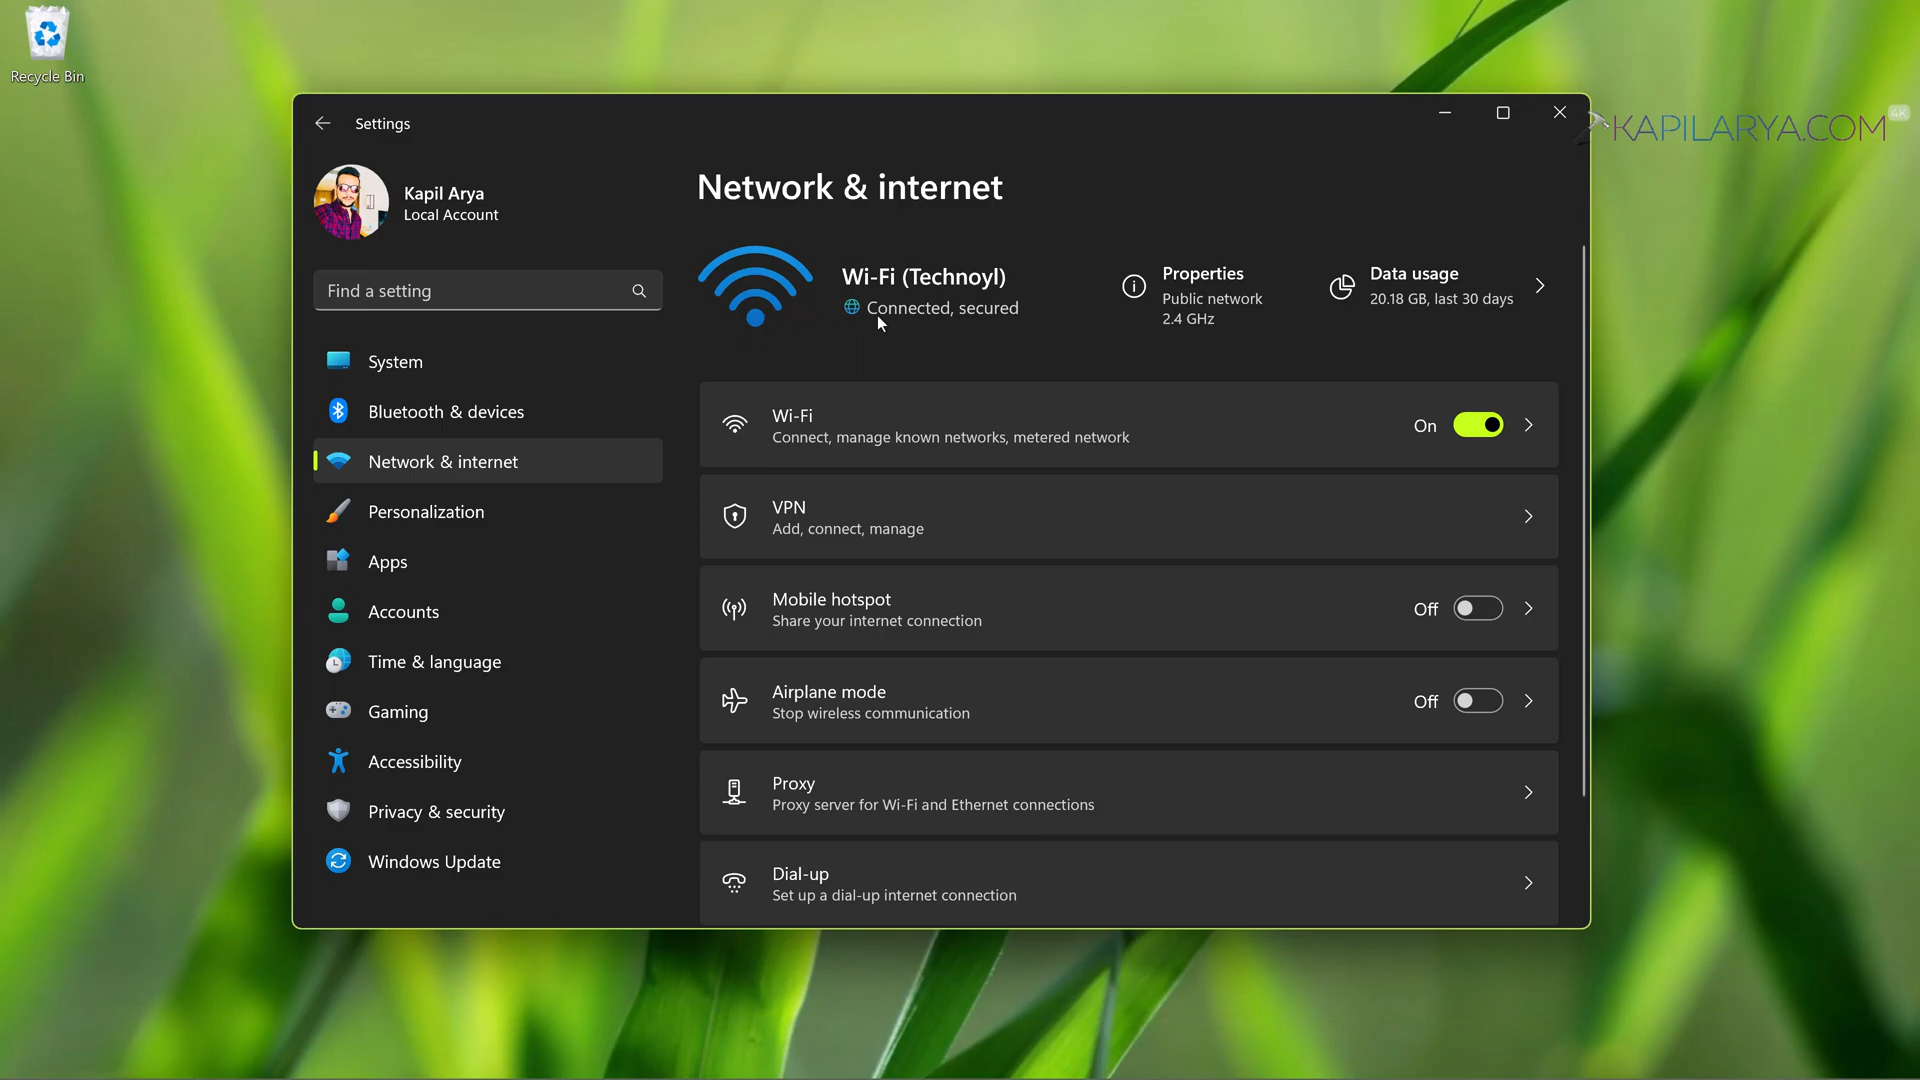 Recycle Bin
Settings
KAPILARYA.COM
4K
Kapil Arya
Local Account
Find a setting
System
Bluetooth & devices
Network & internet
Personalization
Apps
Accounts
Time & language
Gaming
Accessibility
Privacy & security
Windows Update
Network & internet
Wi-Fi (Technoyl)
Connected, secured
Properties
Public network
2.4 GHz
Data usage
20.18 GB, last 30 days
Wi-Fi
Connect, manage known networks, metered network
On
VPN
Add, connect, manage
Mobile hotspot
Share your internet connection
Off
Airplane mode
Stop wireless communication
Off
Proxy
Proxy server for Wi-Fi and Ethernet connections
Dial-up
Set up a dial-up internet connection